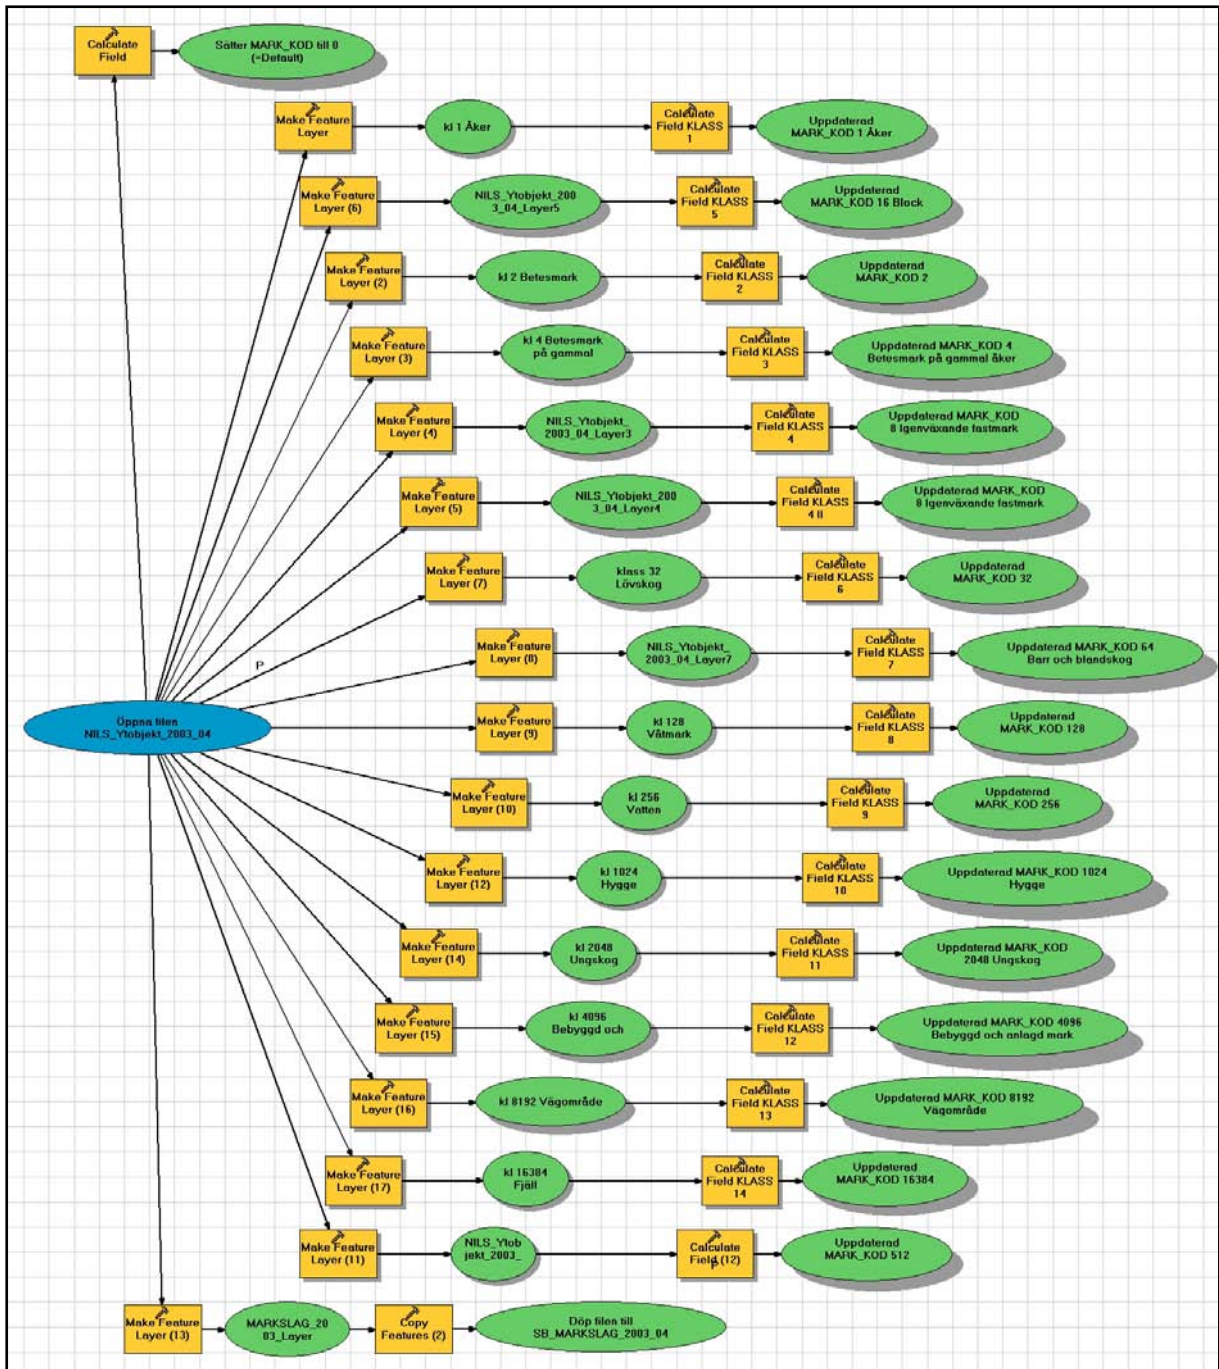 Calculate
Field
Sätter MARK_KOD till 0
(=Default)
Make Feature
Layer
kl 1 Åker
Calculate
Field KLASS
1
Uppdaterad
MARK_KOD 1 Åker
Make Feature
Layer (6)
NILS_Ytobjekt_200
3_04_Layer5
Calculate
Field KLASS
5
Uppdaterad
MARK_KOD 16 Block
Make Feature
Layer (2)
kl 2 Betesmark
Calculate
Field KLASS
2
Uppdaterad
MARK_KOD 2
Make Feature
Layer (3)
kl 4 Betesmark
på gammal
Calculate
Field KLASS
3
Uppdaterad MARK_KOD 4
Betesmark på gammal åker
Make Feature
Layer (4)
NILS_Ytobjekt_
2003_04_Layer3
Calculate
Field KLASS
4
Uppdaterad MARK_KOD
8 Igenväxande fastmark
Make Feature
Layer (5)
NILS_Ytobjekt_200
3_04_Layer4
Calculate
Field KLASS
4 II
Uppdaterad MARK_KOD
8 Igenväxande fastmark
Make Feature
Layer (7)
klass 32
Lövskog
Calculate
Field KLASS
6
Uppdaterad
MARK_KOD 32
P
Make Feature
Layer (8)
NILS_Ytobjekt_
2003_04_Layer7
Calculate
Field KLASS
7
Uppdaterad MARK_KOD 64
Barr och blandskog
Öppna filen
NILS_Ytobjekt_2003_04
Make Feature
Layer (9)
kl 128
Våtmark
Calculate
Field KLASS
8
Uppdaterad
MARK_KOD 128
Make Feature
Layer (10)
kl 256
Vatten
Calculate
Field KLASS
9
Uppdaterad
MARK_KOD 256
Make Feature
Layer (12)
kl 1024
Hygge
Calculate
Field KLASS
10
Uppdaterad MARK_KOD 1024
Hygge
Make Feature
Layer (14)
kl 2048
Ungskog
Calculate
Field KLASS
11
Uppdaterad MARK_KOD
2048 Ungskog
Make Feature
Layer (15)
kl 4096
Bebyggd och
Calculate
Field KLASS
12
Uppdaterad MARK_KOD 4096
Bebyggd och anlagd mark
Make Feature
Layer (16)
kl 8192 Vägområde
Calculate
Field KLASS
13
Uppdaterad MARK_KOD 8192
Vägområde
Make Feature
Layer (17)
kl 16384
Fjäll
Calculate
Field KLASS
14
Uppdaterad
MARK_KOD 16384
Make Feature
Layer (11)
NILS_Ytob
jekt_2003_
Calculate
Field (12)
P
Uppdaterad
MARK_KOD 512
Make Feature
Layer (13)
MARKSLAG_20
03_Layer
Copy
Features (2)
Döp filen till
SB_MARKSLAG_2003_04